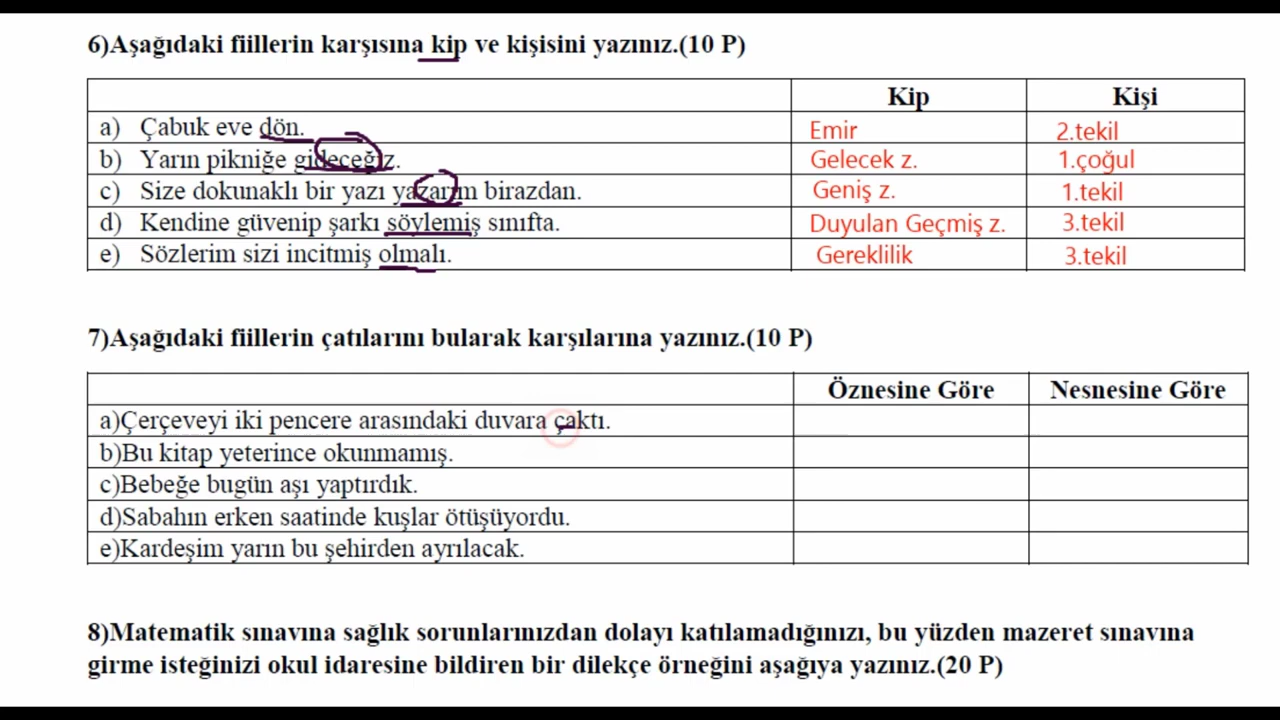 6)Aşağıdaki fiillerin karşısına kip ve kişisini yazınız.(10 P)
Kip Kişi
a) Çabuk eve dön. Emir 2.tekil
b) Yarın pikniğe gideceğiz. Gelecek z. 1.çoğul
c) Size dokunaklı bir yazı yazarım birazdan. Geniş z. 1.tekil
d) Kendine güvenip şarkı söylemiş sınıfta. Duyulan Geçmiş z. 3.tekil
e) Sözlerim sizi incitmiş olmalı. Gereklilik 3.tekil
7)Aşağıdaki fiillerin çatılarını bularak karşılarına yazınız.(10 P)
Öznesine Göre Nesnesine Göre
a)Çerçeveyi iki pencere arasındaki duvara çaktı.
b)Bu kitap yeterince okunmamış.
c)Bebeğe bugün aşı yaptırdık.
d)Sabahın erken saatinde kuşlar ötüşüyordu.
e)Kardeşim yarın bu şehirden ayrılacak.
8)Matematik sınavına sağlık sorunlarınızdan dolayı katılamadığınızı, bu yüzden mazeret sınavına
girme isteğinizi okul idaresine bildiren bir dilekçe örneğini aşağıya yazınız.(20 P)